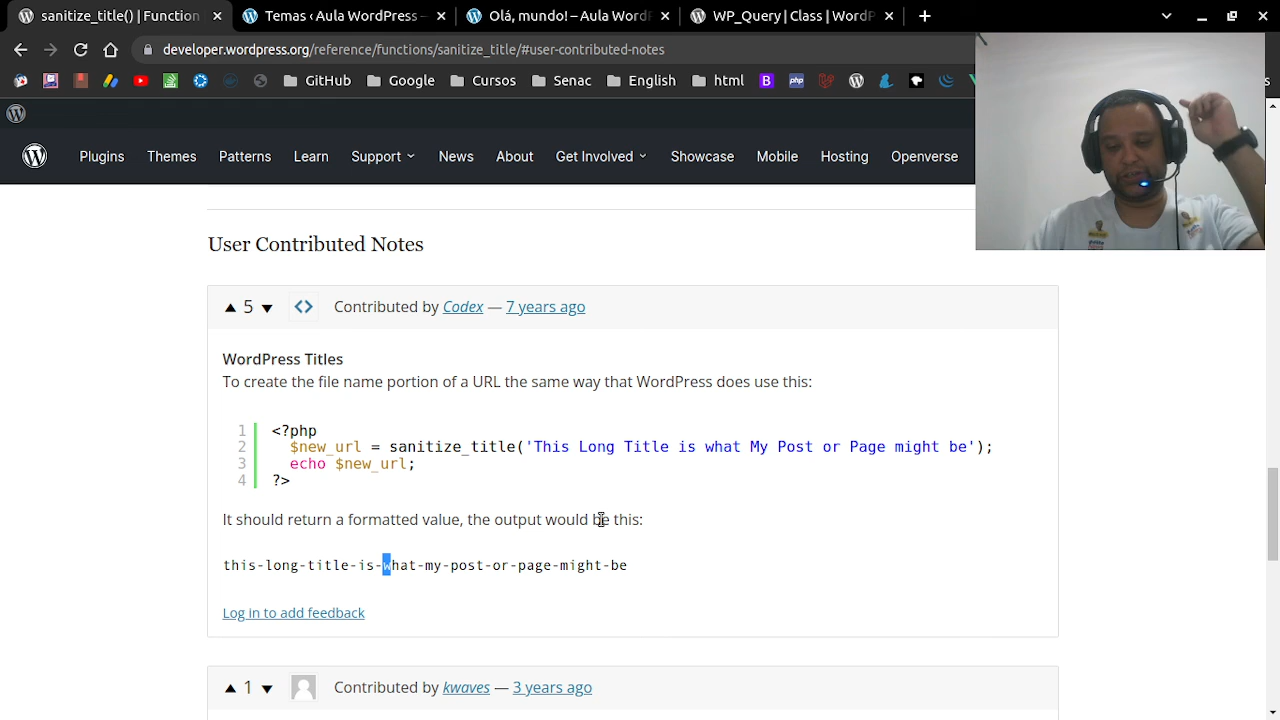 sanitize_title() | Function
Temas ‹ Aula WordPress –
Olá, mundo! – Aula WordP
WP_Query | Class | WordP
developer.wordpress.org/reference/functions/sanitize_title/#user-contributed-notes
GitHub
Google
Cursos
Senac
English
html
Plugins
Themes
Patterns
Learn
Support
News
About
Get Involved
Showcase
Mobile
Hosting
Openverse
User Contributed Notes
5
Contributed by Codex — 7 years ago
WordPress Titles
To create the file name portion of a URL the same way that WordPress does use this:
1 <?php
2 $new_url = sanitize_title('This Long Title is what My Post or Page might be');
3 echo $new_url;
4 ?>
It should return a formatted value, the output would be this:
this-long-title-is-what-my-post-or-page-might-be
Log in to add feedback
1
Contributed by kwaves — 3 years ago